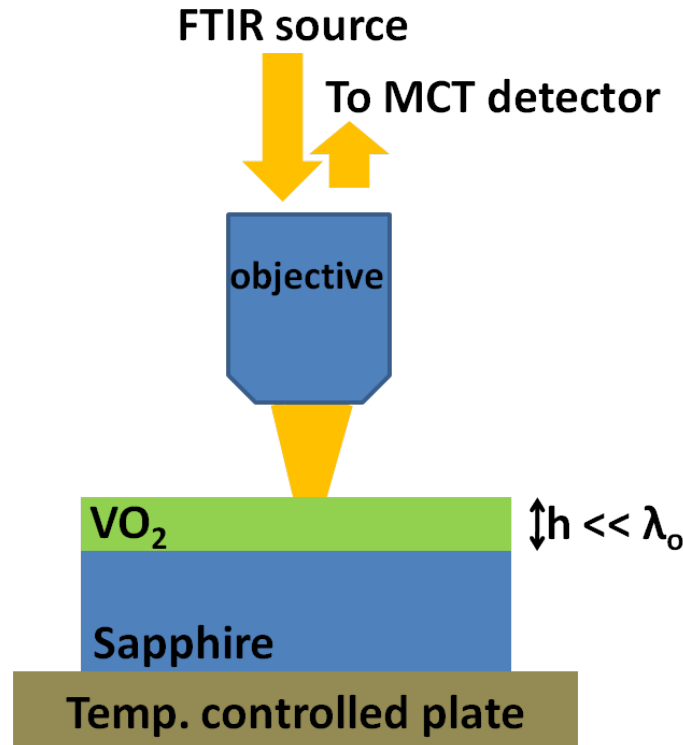 FTIR source
To MCT detector
objective
VO₂
h << λₒ
Sapphire
Temp. controlled plate